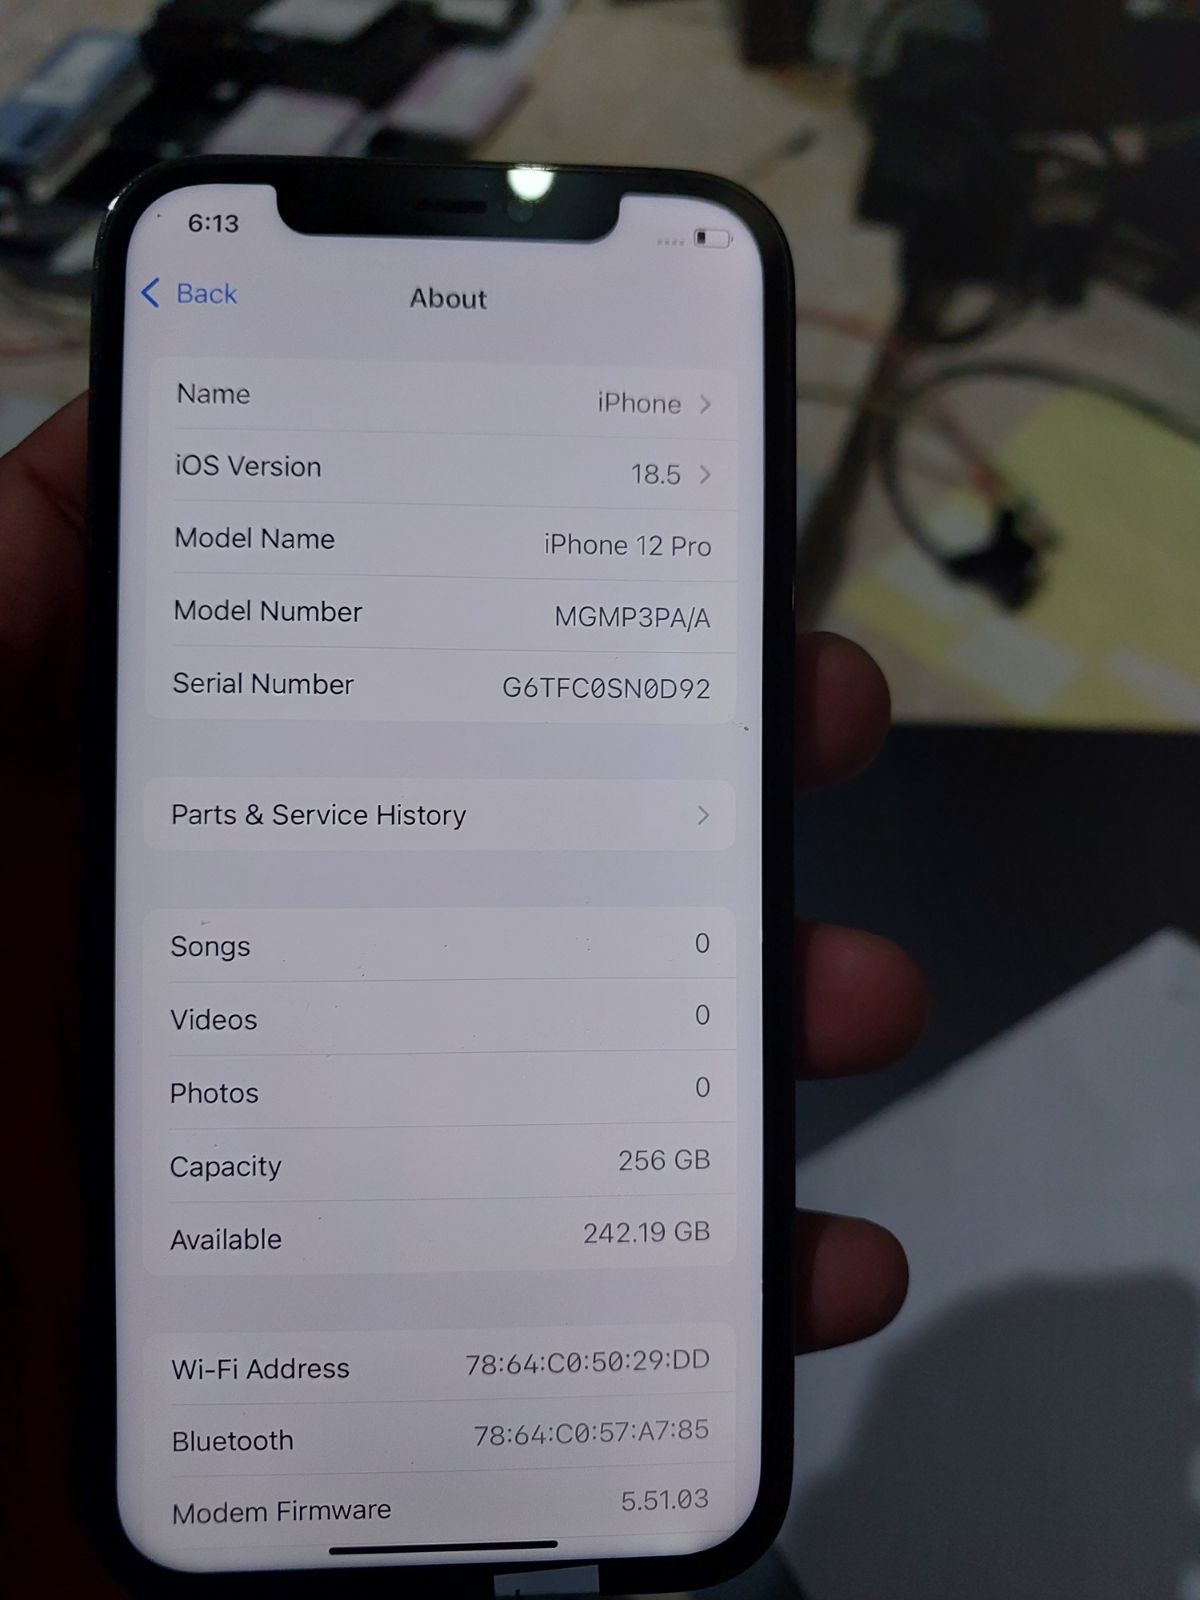 6:13
Back
About
Name iPhone
iOS Version 18.5
Model Name iPhone 12 Pro
Model Number MGMP3PA/A
Serial Number G6TFC0SN0D92
Parts & Service History
Songs 0
Videos 0
Photos 0
Capacity 256 GB
Available 242.19 GB
Wi-Fi Address 78:64:C0:50:29:DD
Bluetooth 78:64:C0:57:A7:85
Modem Firmware 5.51.03